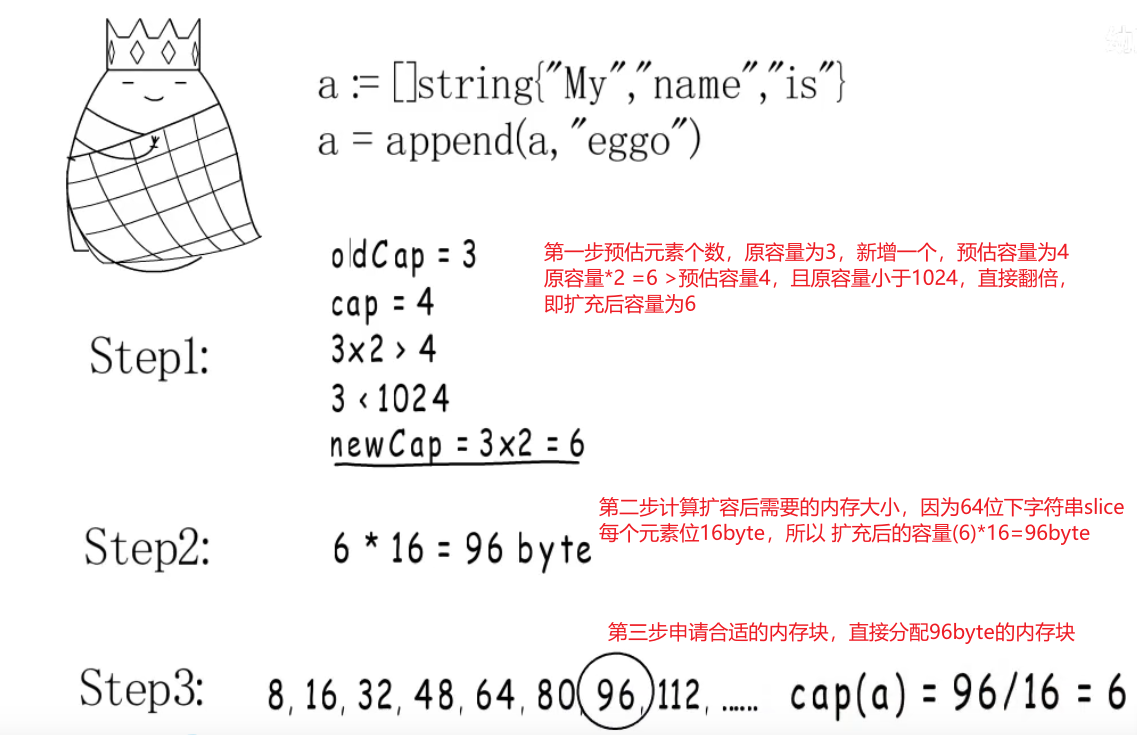 a := []string{"My","name","is"}
a = append(a, "eggo")
oldCap = 3
cap = 4
Step1:
3x2 > 4
3 < 1024
newCap = 3x2 = 6
第一步预估元素个数，原容量为3，新增一个，预估容量为4
原容量*2 =6 >预估容量4，且原容量小于1024，直接翻倍，
即扩充后容量为6
Step2:
6 * 16 = 96 byte
第二步计算扩容后需要的内存大小，因为64位下字符串slice
每个元素位16byte，所以 扩充后的容量(6)*16=96byte
第三步申请合适的内存块，直接分配96byte的内存块
Step3:
8, 16, 32, 48, 64, 80, 96, 112, ...... cap(a) = 96/16 = 6